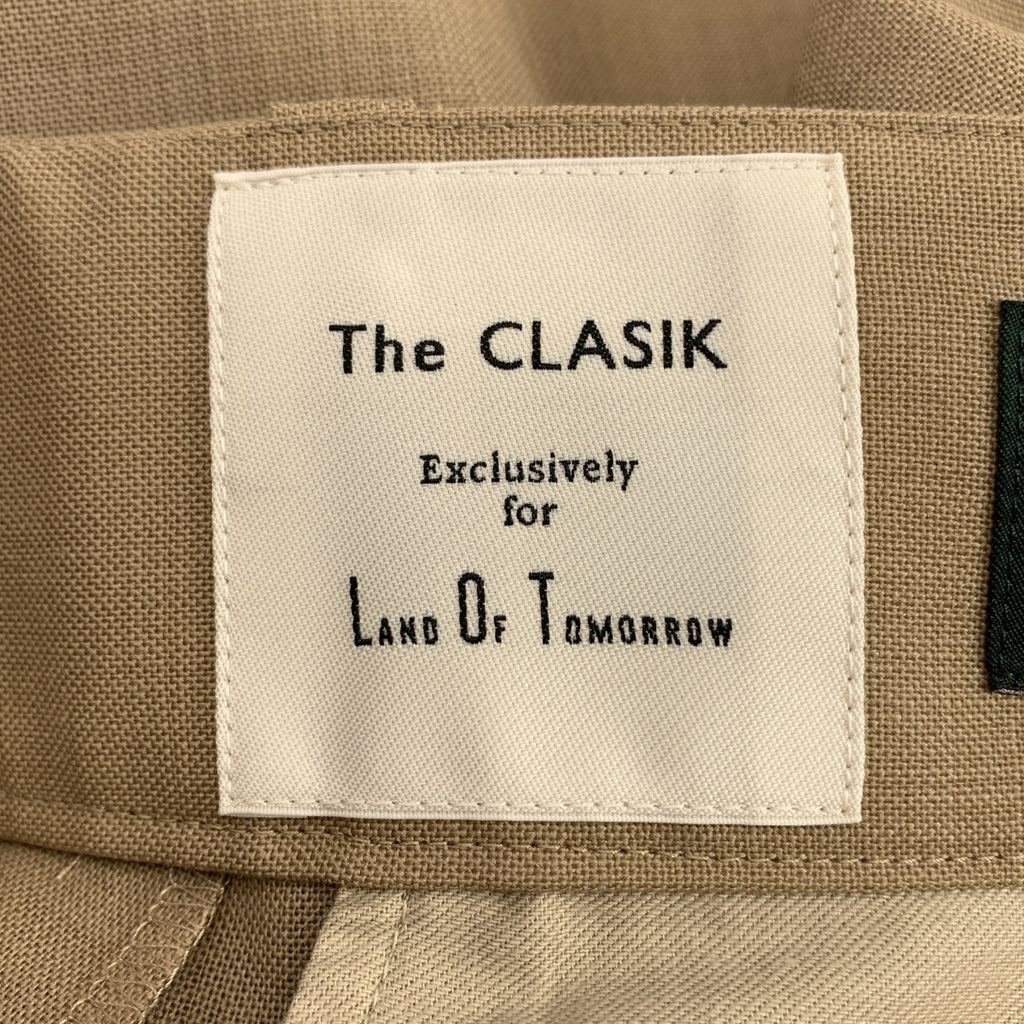 The CLASIK
Exclusively
for
LAND OF TOMORROW